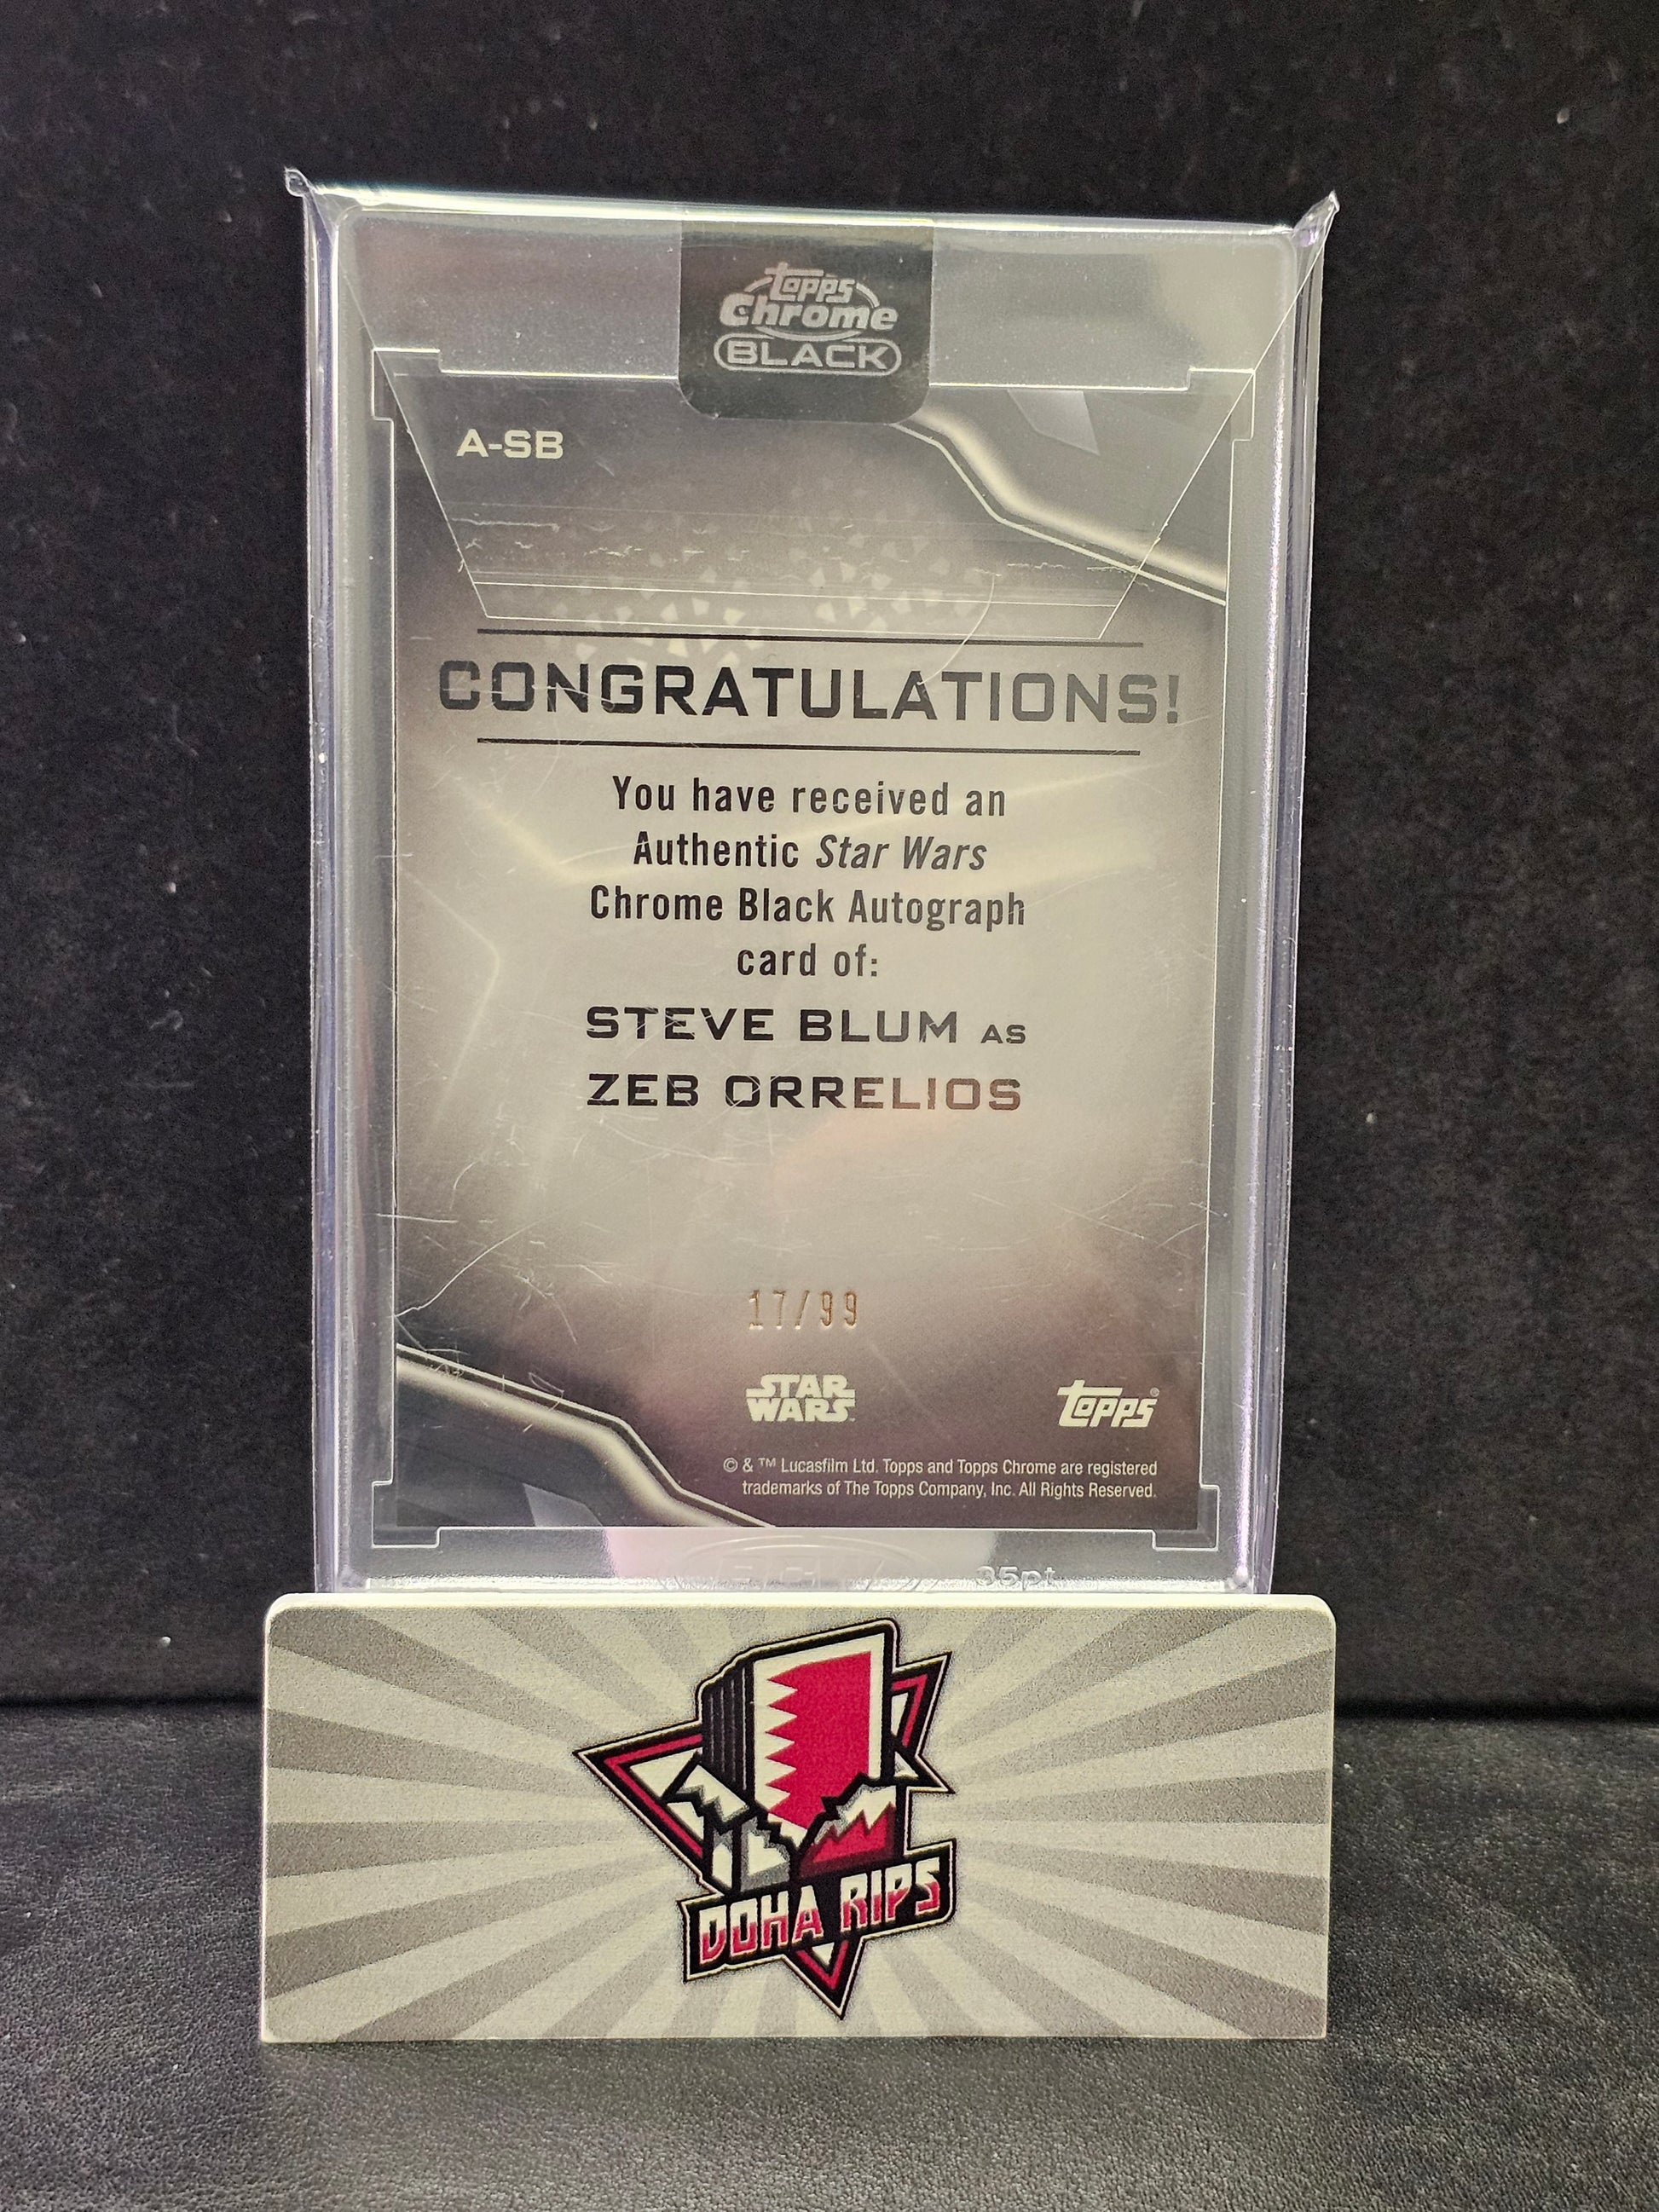 topps
Chrome
BLACK
A-SB
CONGRATULATIONS!
You have received an
Authentic Star Wars
Chrome Black Autograph
card of:
STEVE BLUM AS
ZEB ORRELIOS
17/99
STAR
WARS
topps®
© & ™ Lucasfilm Ltd. Topps and Topps Chrome are registered
trademarks of The Topps Company, Inc. All Rights Reserved.
35pt
DOHA RIPS